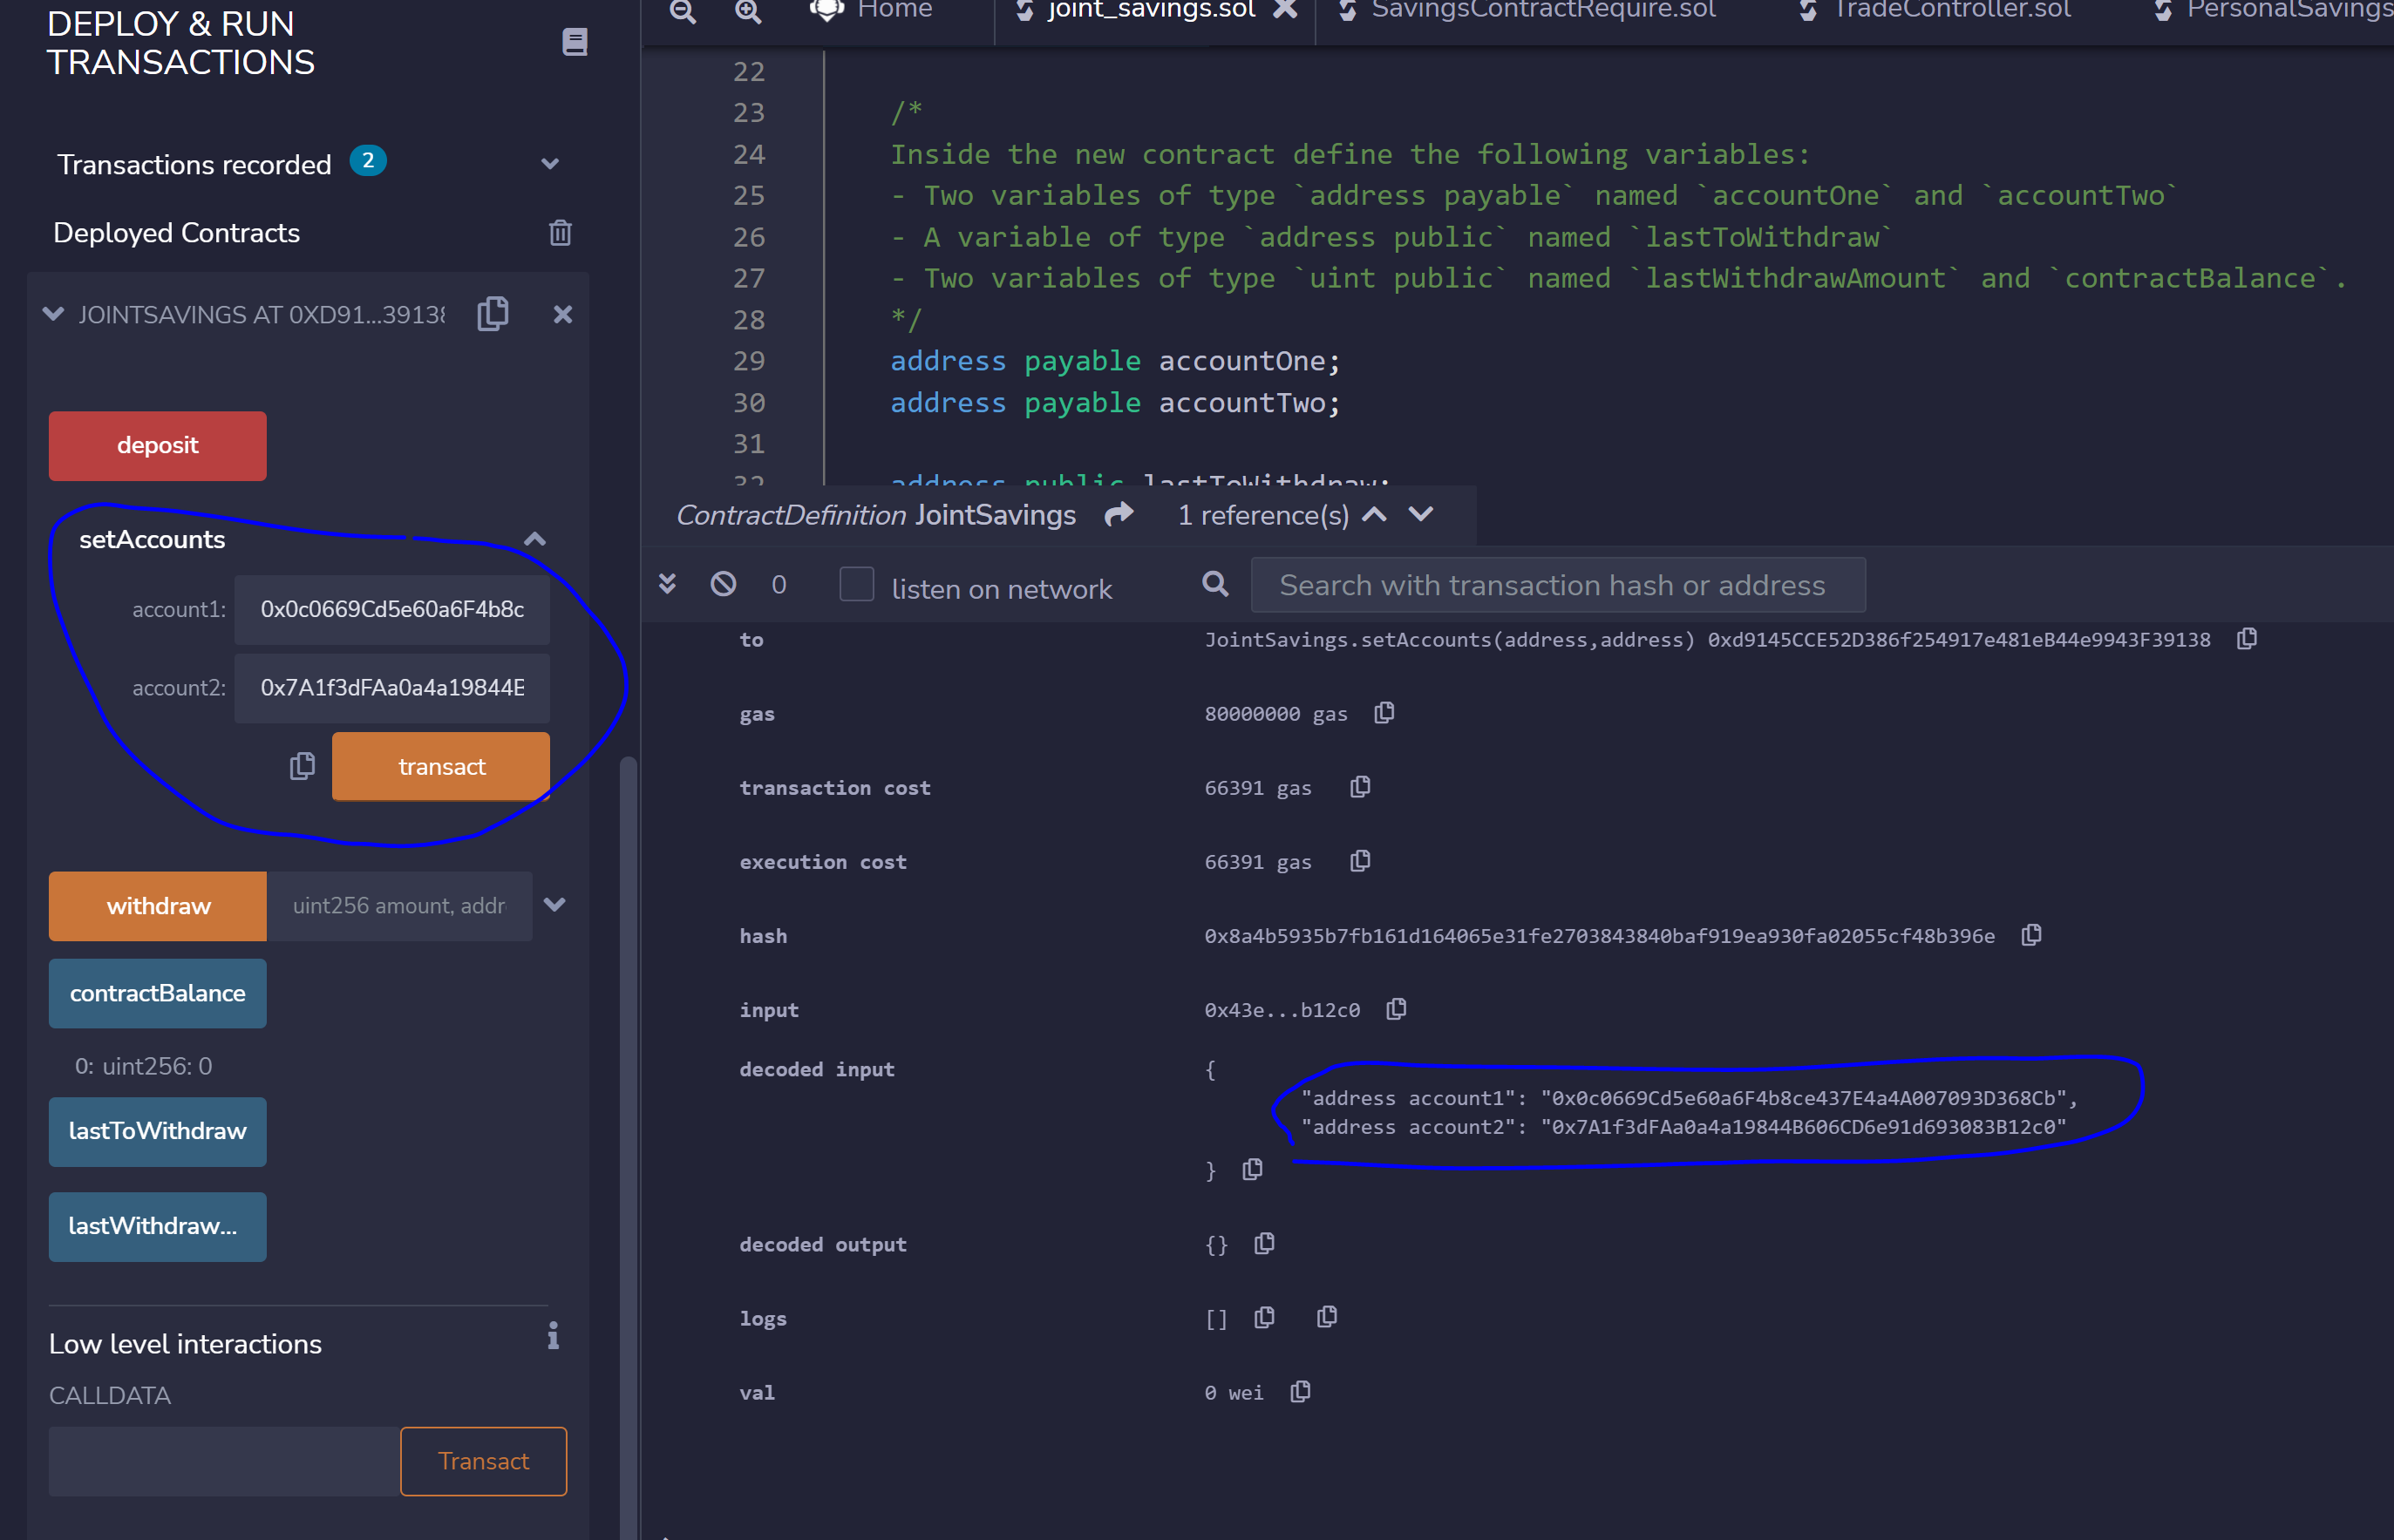 DEPLOY & RUN
TRANSACTIONS
Transactions recorded 2
Deployed Contracts
JOINTSAVINGS AT 0XD91...39138
deposit
setAccounts
account1: 0x0c0669Cd5e60a6F4b8c
account2: 0x7A1f3dFAa0a4a19844B
transact
withdraw uint256 amount, addr
contractBalance
0: uint256: 0
lastToWithdraw
lastWithdraw...
Low level interactions
CALLDATA
Transact
Home joint_savings.sol SavingsContractRequire.sol TradeController.sol PersonalSavings
22
23 /*
24 Inside the new contract define the following variables:
25 - Two variables of type `address payable` named `accountOne` and `accountTwo`
26 - A variable of type `address public` named `lastToWithdraw`
27 - Two variables of type `uint public` named `lastWithdrawAmount` and `contractBalance`.
28 */
29 address payable accountOne;
30 address payable accountTwo;
31
32 address public lastToWithdraw;
ContractDefinition JointSavings 1 reference(s)
0 listen on network Search with transaction hash or address
to JointSavings.setAccounts(address,address) 0xd9145CCE52D386f254917e481eB44e9943F39138
gas 80000000 gas
transaction cost 66391 gas
execution cost 66391 gas
hash 0x8a4b5935b7fb161d164065e31fe2703843840baf919ea930fa02055cf48b396e
input 0x43e...b12c0
decoded input {
"address account1": "0x0c0669Cd5e60a6F4b8ce437E4a4A007093D368Cb",
"address account2": "0x7A1f3dFAa0a4a19844B606CD6e91d693083B12c0"
}
decoded output {}
logs []
val 0 wei